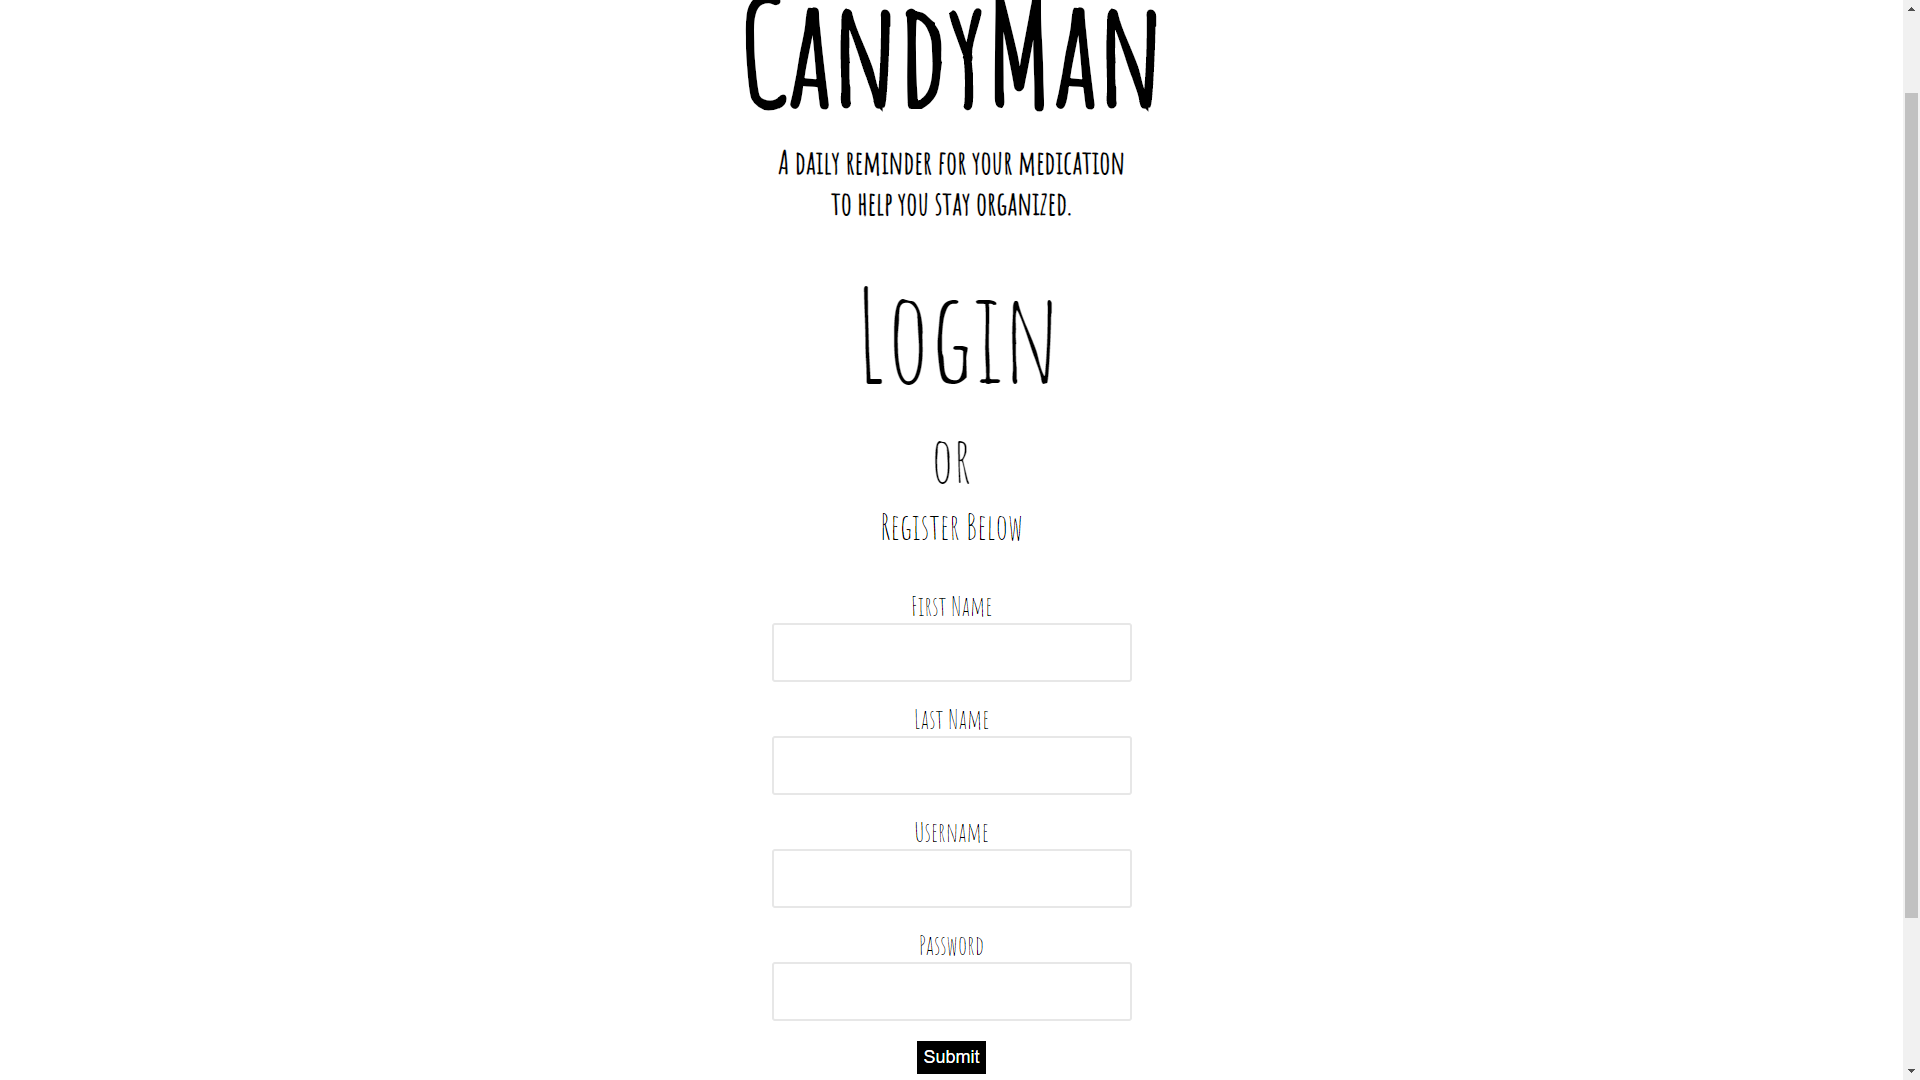 CandyMan
A daily reminder for your medication
to help you stay organized.
Login
or
Register Below
First Name
Last Name
Username
Password
Submit